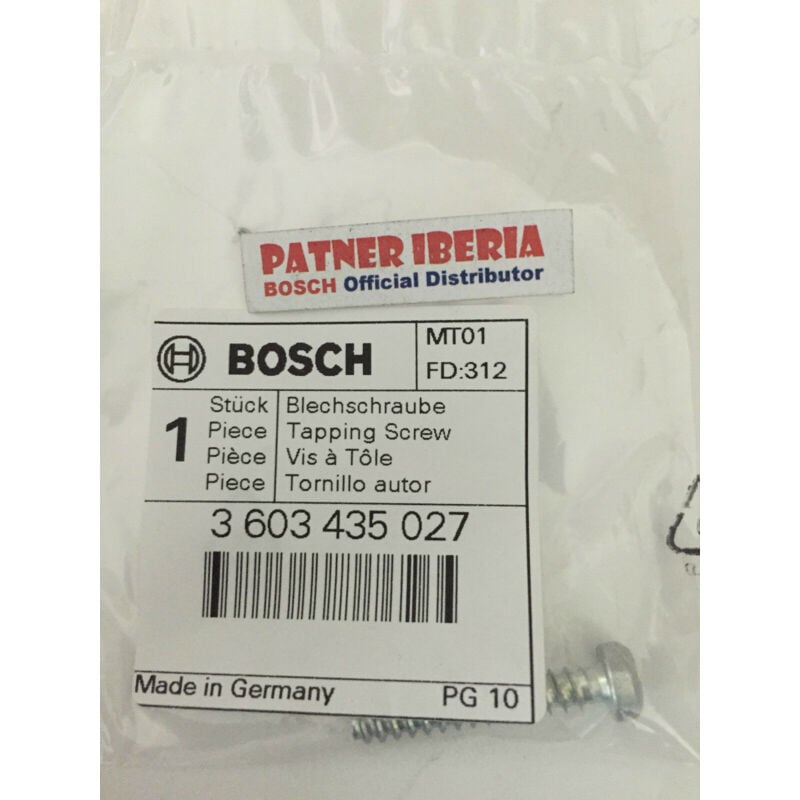 PATNER IBERIA
BOSCH Official Distributor
BOSCH
MT01
FD:312
1
Stück Blechschraube
Piece Tapping Screw
Pièce Vis à Tôle
Piece Tornillo autor
3 603 435 027
Made in Germany PG 10